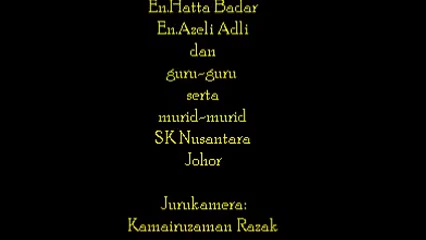 En.Hatta Badar
En.Azeli Adli
dan
guru-guru
serta
murid-murid
SK Nusantara
Johor
Jurukamera:
Kamairuzaman Razak